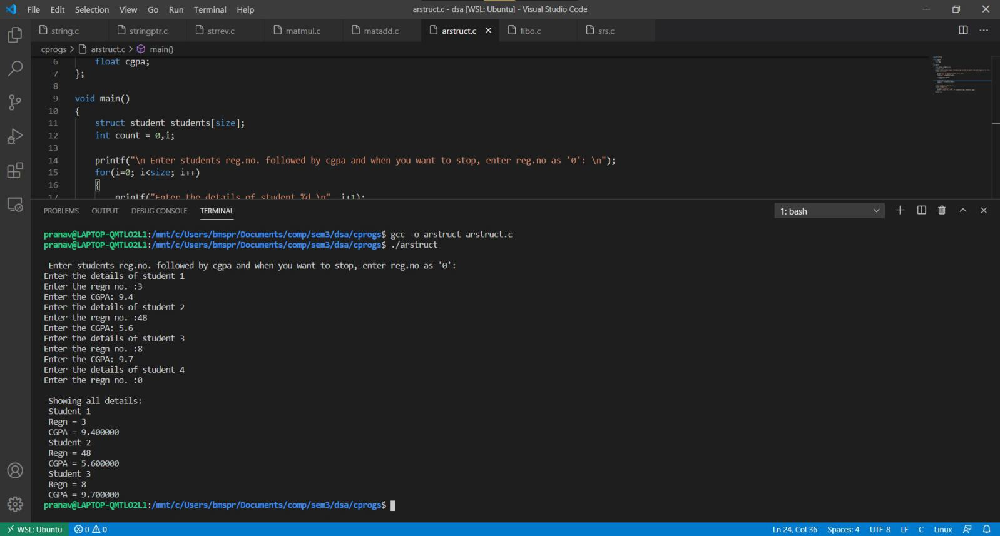 File Edit Selection View Go Run Terminal Help
arstruct.c - dsa [WSL: Ubuntu] - Visual Studio Code
string.c stringptr.c strrev.c matmul.c matadd.c arstruct.c fibo.c srs.c
cprogs > arstruct.c > main()
6 float cgpa;
7 };
8
9 void main()
10 {
11 struct student students[size];
12 int count = 0,i;
13
14 printf("\n Enter students reg.no. followed by cgpa and when you want to stop, enter reg.no as '0': \n");
15 for(i=0; i<size; i++)
16 {
17 printf("Enter the details of student %d \n", i+1);
PROBLEMS OUTPUT DEBUG CONSOLE TERMINAL
1: bash
pranav@LAPTOP-QMTLO2L1:/mnt/c/Users/bmspr/Documents/comp/sem3/dsa/cprogs$ gcc -o arstruct arstruct.c
pranav@LAPTOP-QMTLO2L1:/mnt/c/Users/bmspr/Documents/comp/sem3/dsa/cprogs$ ./arstruct
Enter students reg.no. followed by cgpa and when you want to stop, enter reg.no as '0':
Enter the details of student 1
Enter the regn no. :3
Enter the CGPA: 9.4
Enter the details of student 2
Enter the regn no. :48
Enter the CGPA: 5.6
Enter the details of student 3
Enter the regn no. :8
Enter the CGPA: 9.7
Enter the details of student 4
Enter the regn no. :0
Showing all details:
Student 1
Regn = 3
CGPA = 9.400000
Student 2
Regn = 48
CGPA = 5.600000
Student 3
Regn = 8
CGPA = 9.700000
pranav@LAPTOP-QMTLO2L1:/mnt/c/Users/bmspr/Documents/comp/sem3/dsa/cprogs$
WSL: Ubuntu 0 0 Ln 24, Col 36 Spaces: 4 UTF-8 LF C Linux